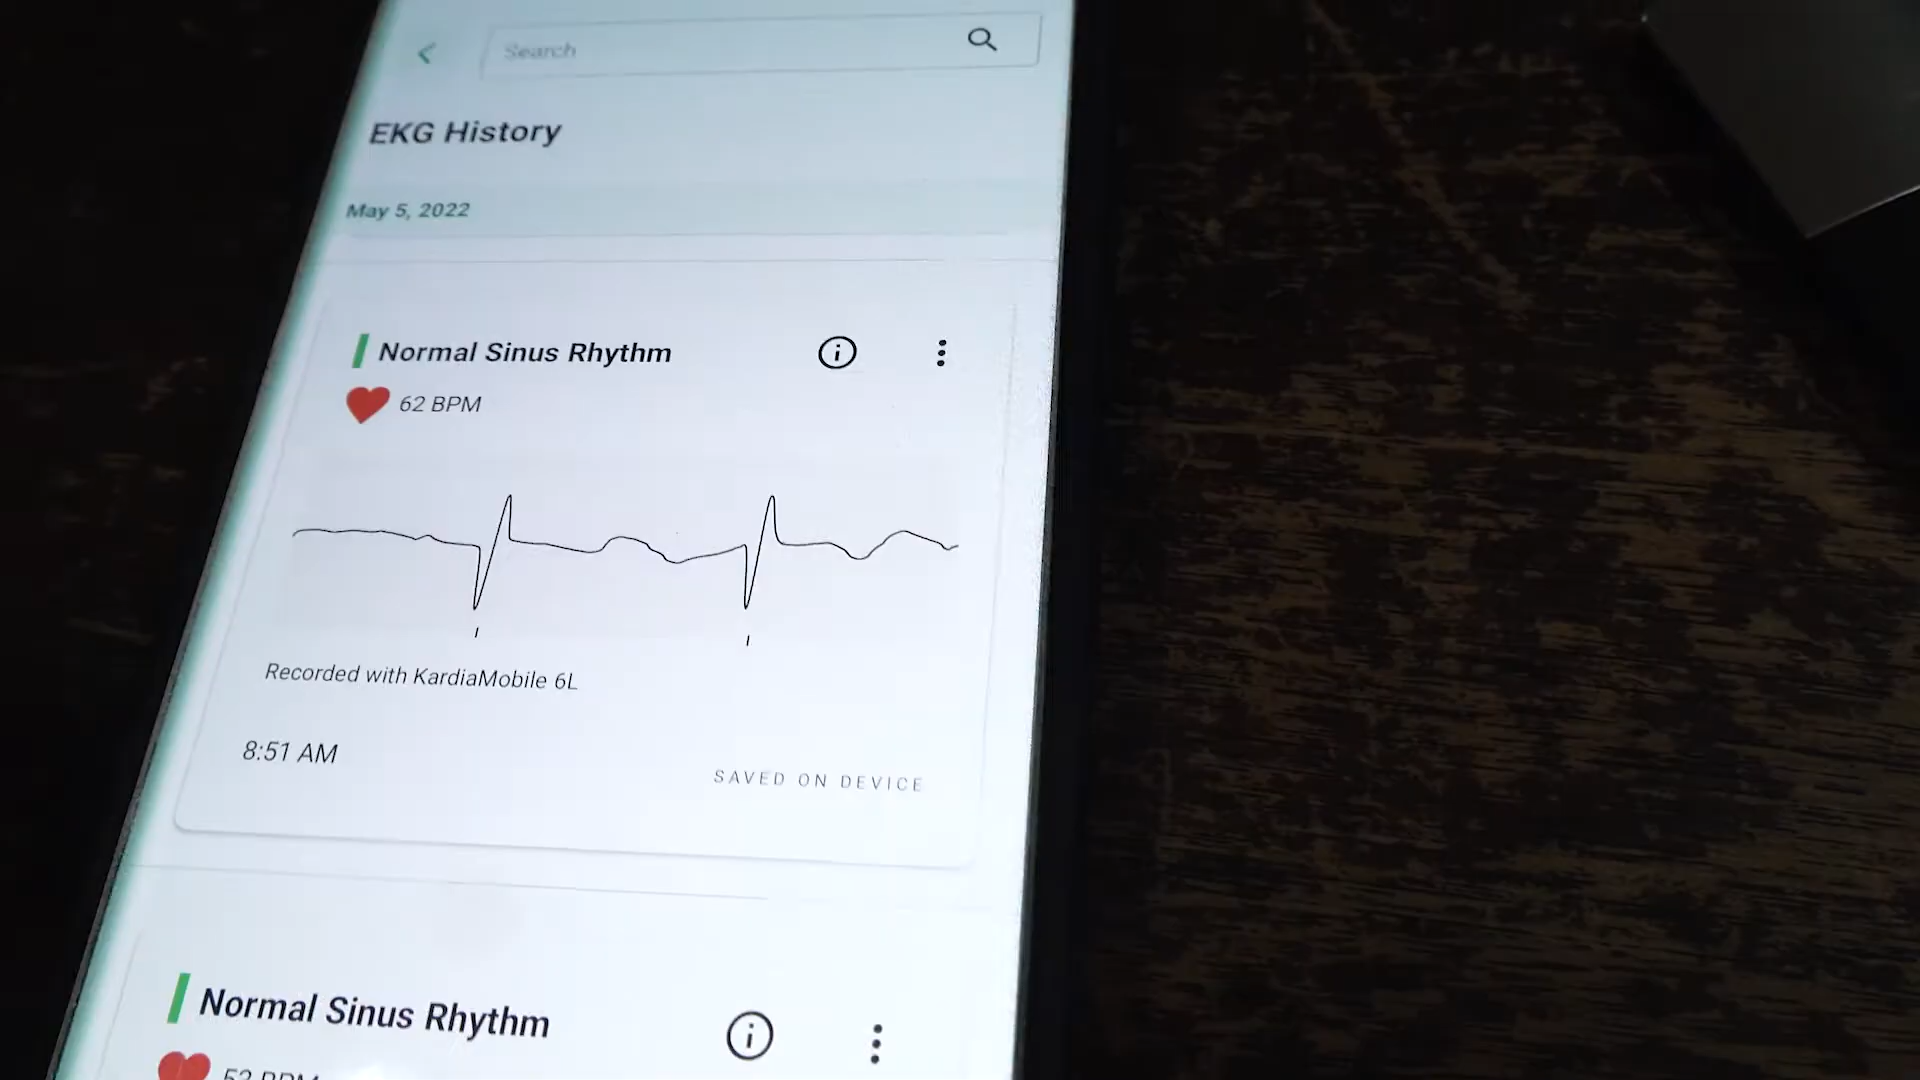 Search
EKG History
May 5, 2022
Normal Sinus Rhythm
62 BPM
Recorded with KardiaMobile 6L
8:51 AM
SAVED ON DEVICE
Normal Sinus Rhythm
BPM